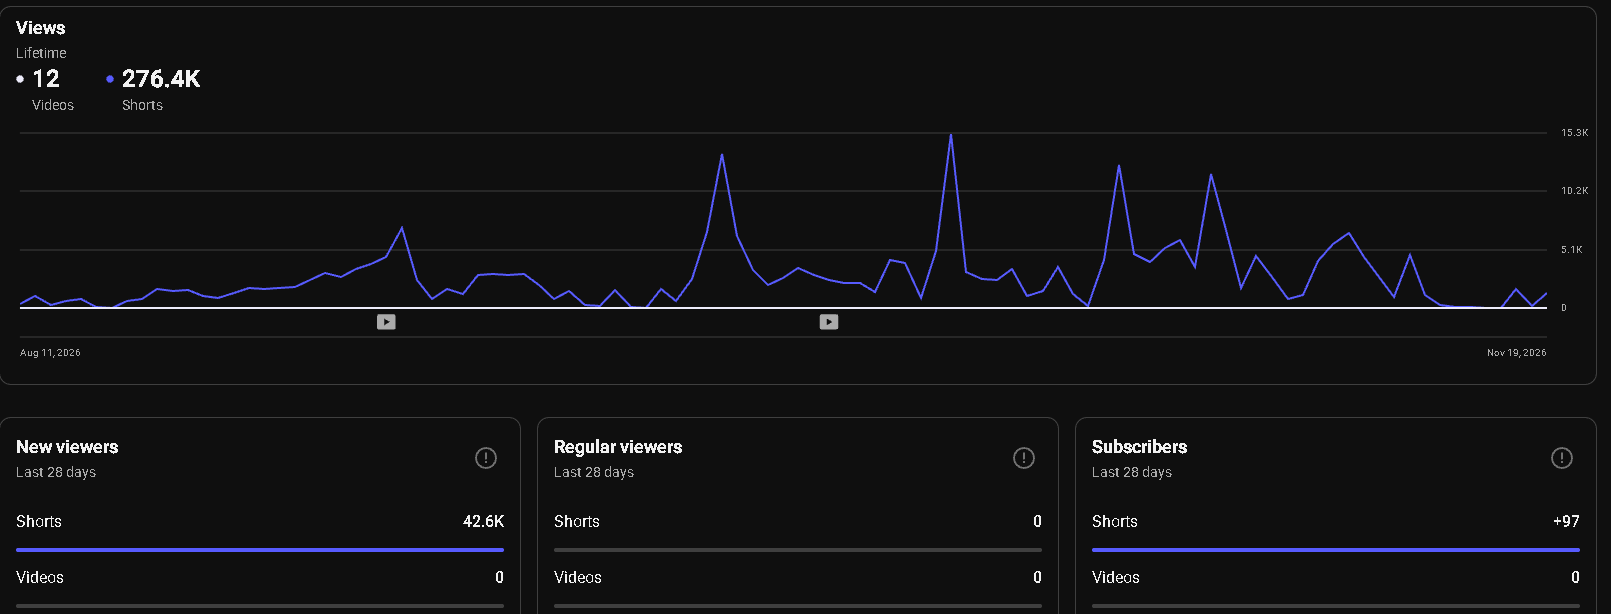 Views
Lifetime
12 276.4K
Videos Shorts
15.3K
10.2K
5.1K
0
Aug 11, 2026 Nov 19, 2026
New viewers
Last 28 days
Shorts 42.6K
Videos 0
Regular viewers
Last 28 days
Shorts 0
Videos 0
Subscribers
Last 28 days
Shorts +97
Videos 0